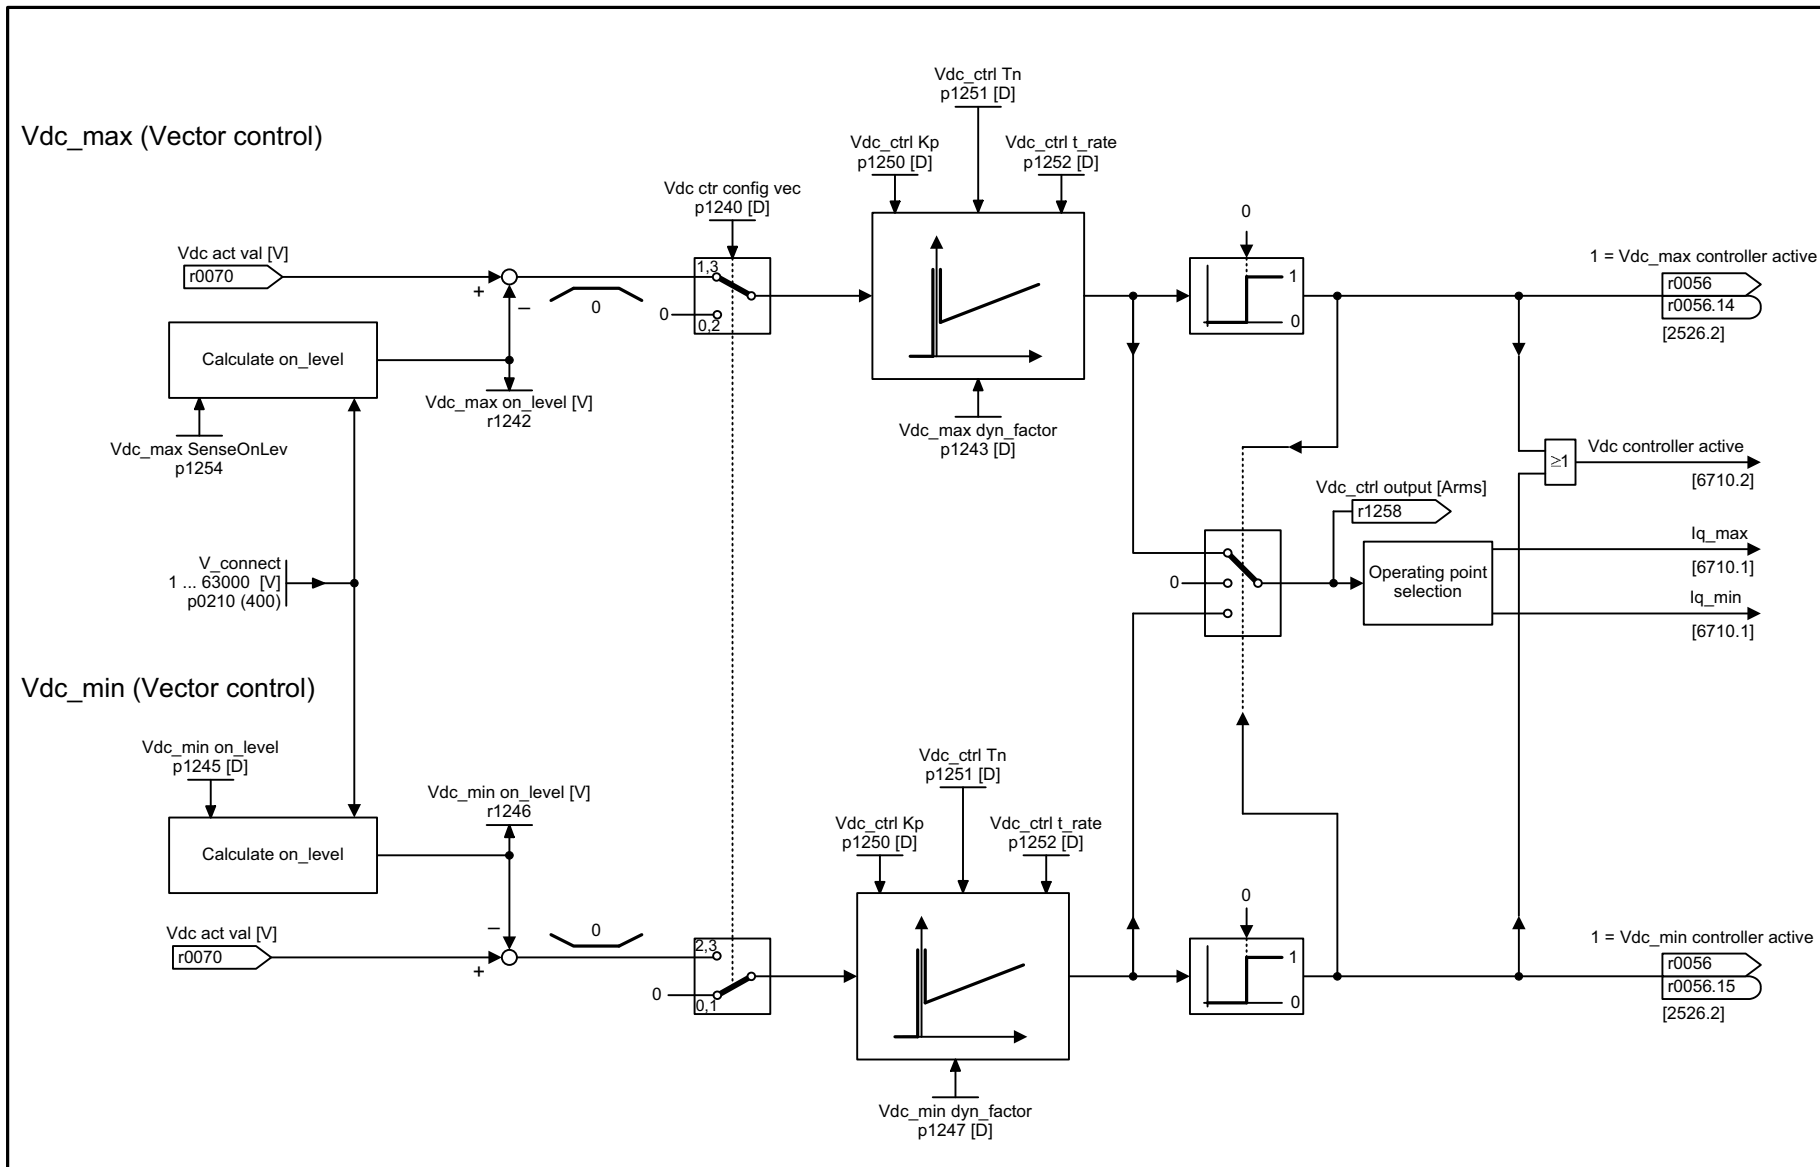 Vdc_max (Vector control)
Vdc_ctrl Tn
p1251 [D]
Vdc_ctrl Kp
p1250 [D]
Vdc_ctrl t_rate
p1252 [D]
Vdc ctr config vec
p1240 [D]
0
Vdc act val [V]
r0070
+
–
0
1,3
0
0,2
1
0
1 = Vdc_max controller active
r0056
r0056.14
[2526.2]
Calculate on_level
Vdc_max on_level [V]
r1242
Vdc_max SenseOnLev
p1254
Vdc_max dyn_factor
p1243 [D]
≥1
Vdc controller active
[6710.2]
Vdc_ctrl output [Arms]
r1258
V_connect
1 ... 63000 [V]
p0210 (400)
0
Operating point
selection
Iq_max
[6710.1]
Iq_min
[6710.1]
Vdc_min (Vector control)
Vdc_min on_level
p1245 [D]
Vdc_min on_level [V]
r1246
Vdc_ctrl Tn
p1251 [D]
Vdc_ctrl Kp
p1250 [D]
Vdc_ctrl t_rate
p1252 [D]
Calculate on_level
0
Vdc act val [V]
r0070
–
+
0
2,3
0
0,1
1
0
1 = Vdc_min controller active
r0056
r0056.15
[2526.2]
Vdc_min dyn_factor
p1247 [D]